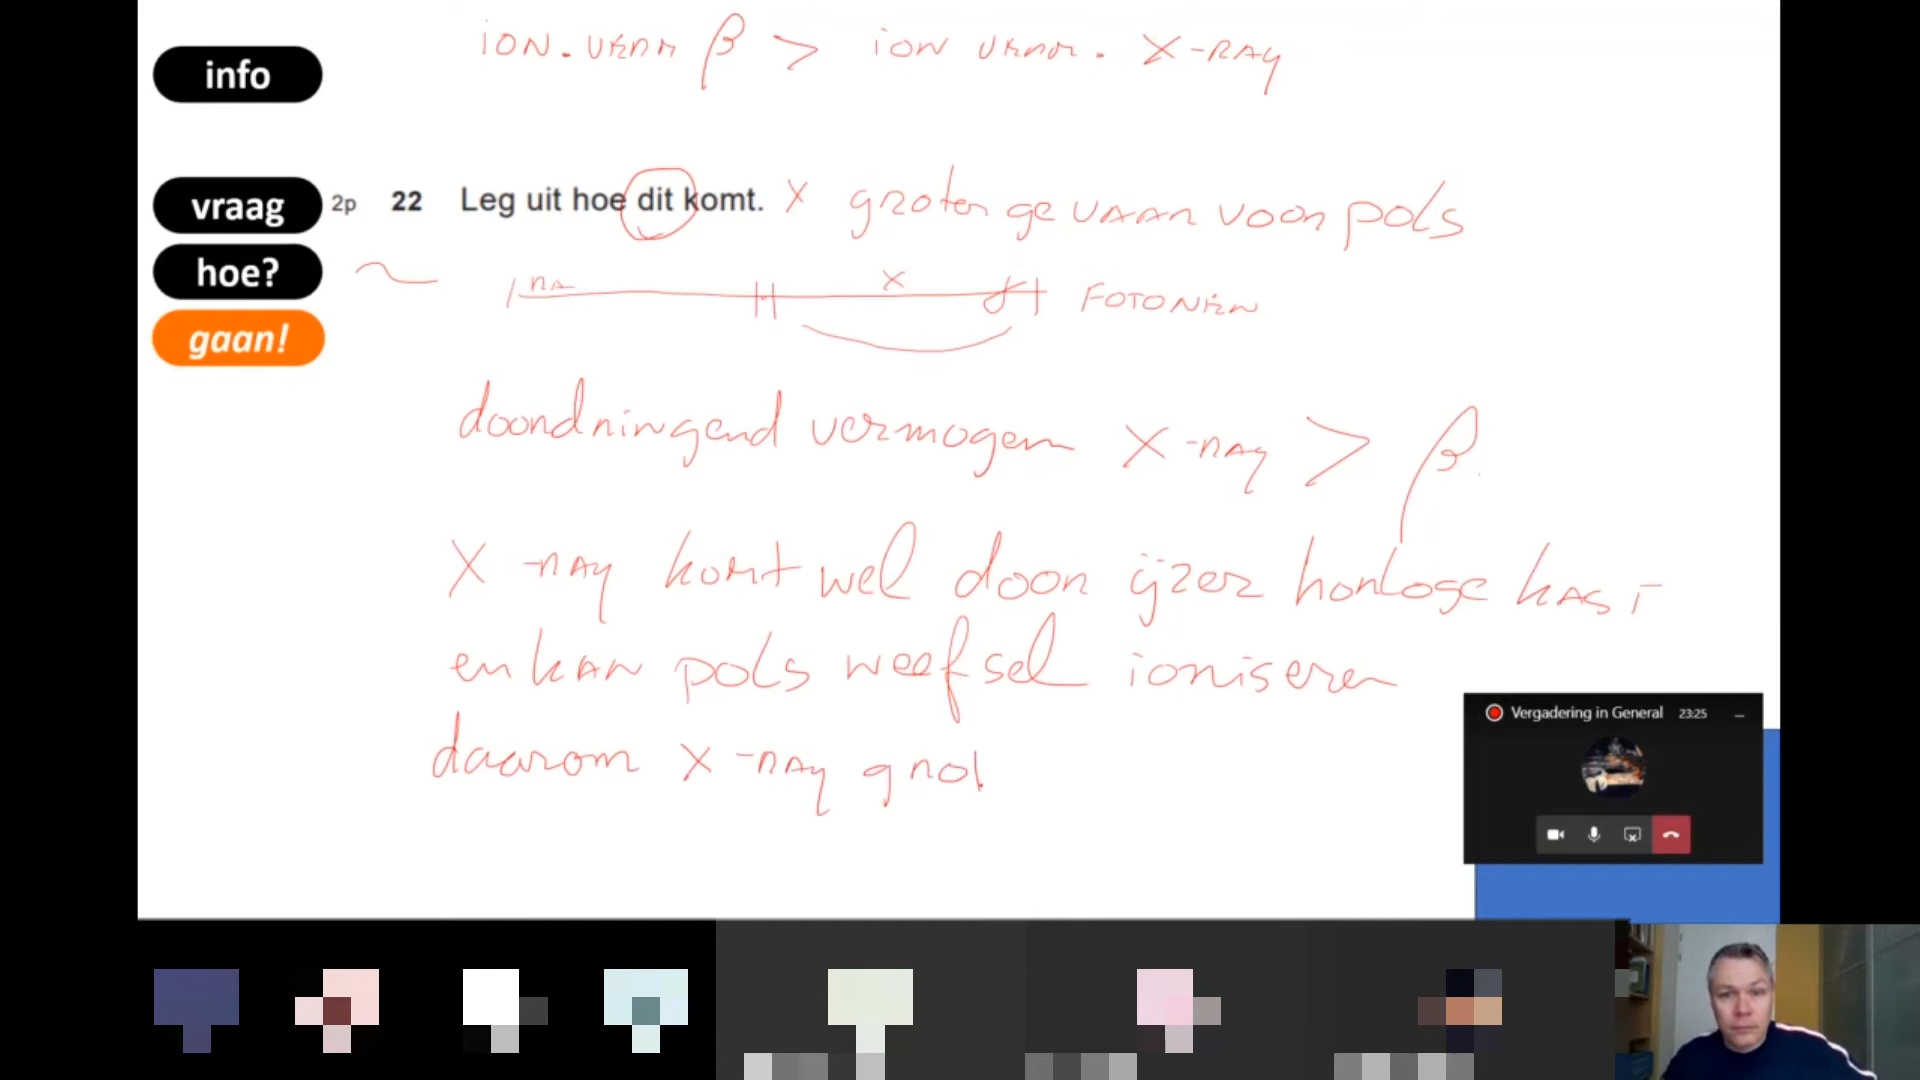 ION. VERM β > ION VERM. X-RAY
info
vraag 2p 22 Leg uit hoe dit komt. X groter gevaar voor pols
hoe?
RA X FOTONEN
gaan!
doordringend vermogen X-RAY > β
X-RAY komt wel door ijzer horloge kast
en kan pols weefsel ioniseren
Vergadering in General 23:25
daarom X-RAY grot